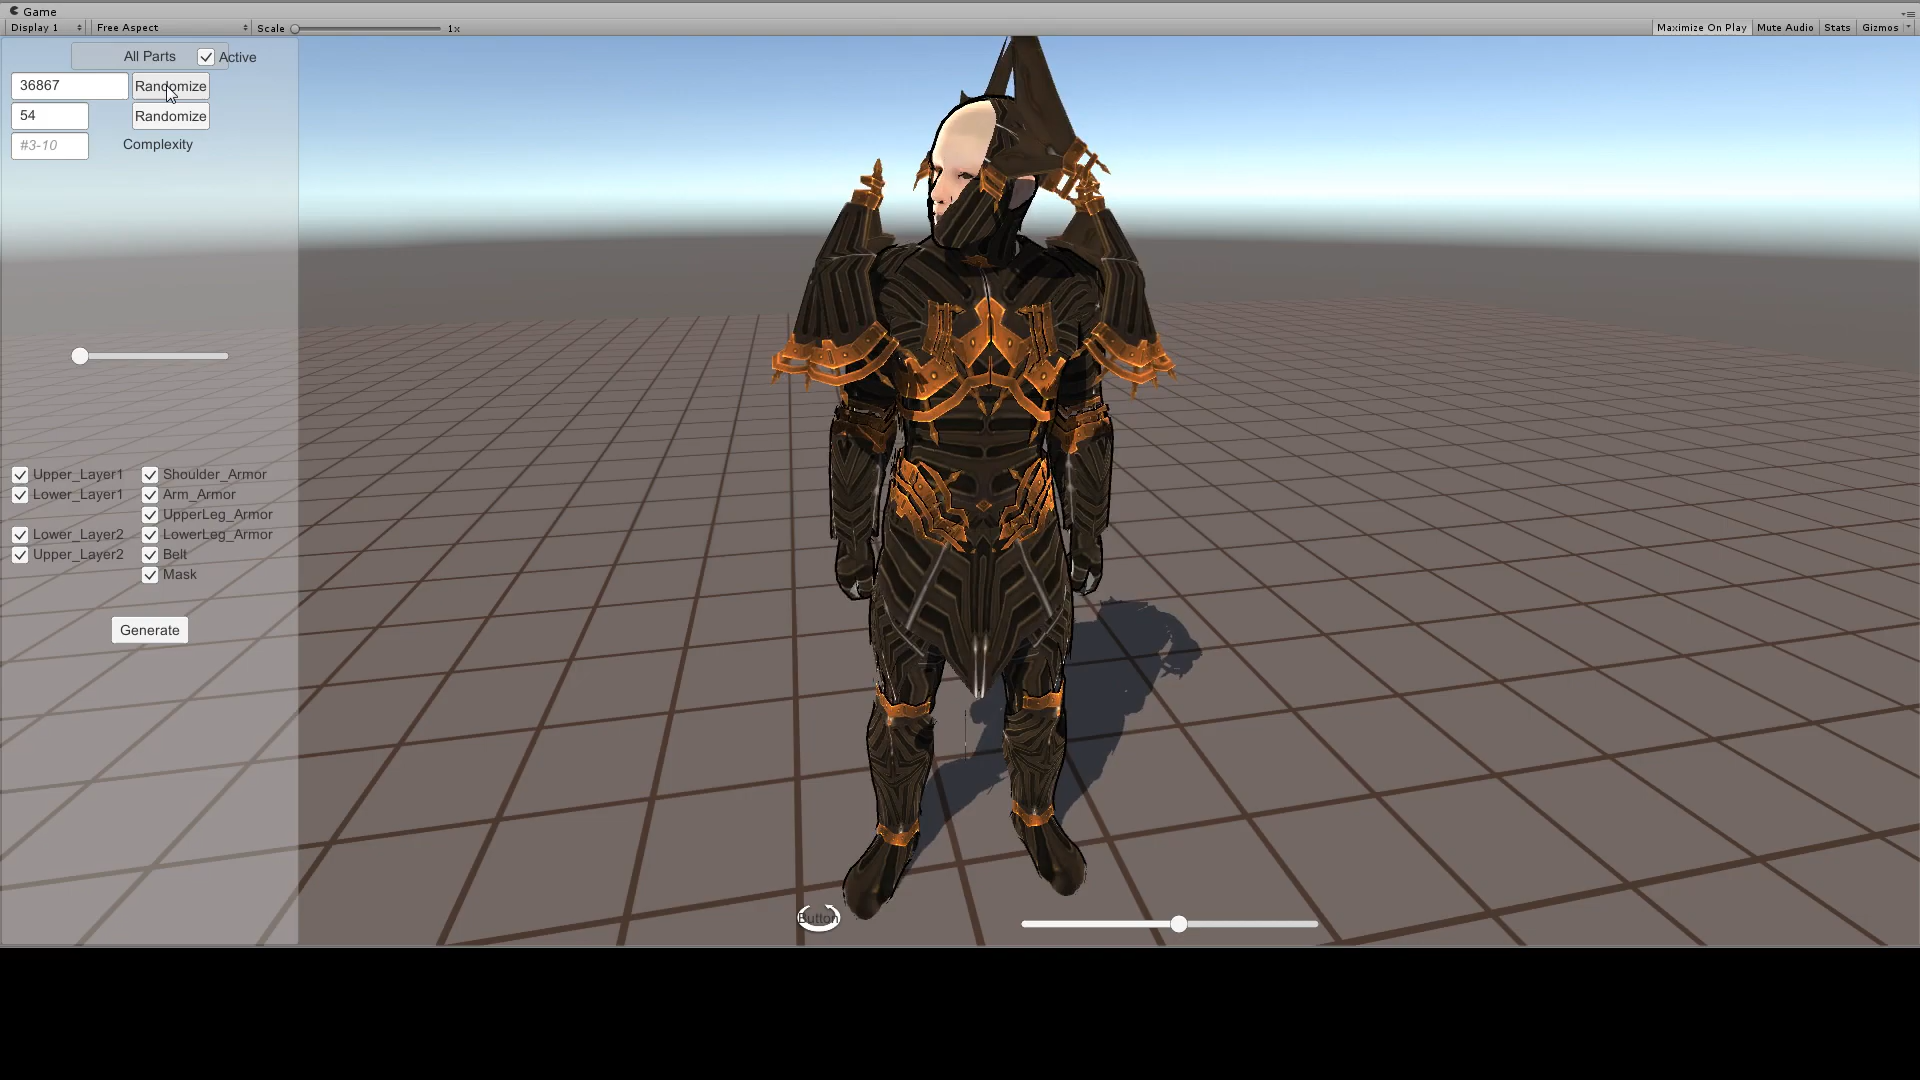 Game
Display 1 Free Aspect Scale 1x Maximize On Play Mute Audio Stats Gizmos
All Parts Active
36867 Randomize
54 Randomize
#3-10 Complexity
Upper_Layer1 Shoulder_Armor
Lower_Layer1 Arm_Armor
UpperLeg_Armor
Lower_Layer2 LowerLeg_Armor
Upper_Layer2 Belt
Mask
Generate
Button